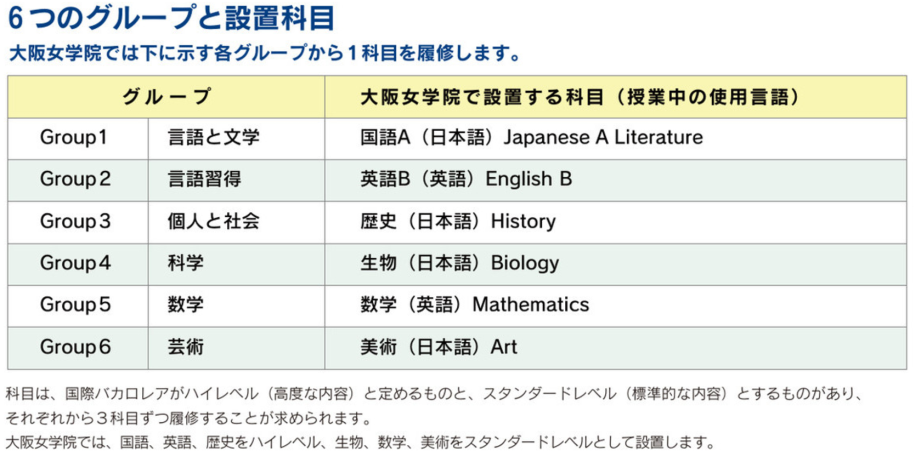 6つのグループと設置科目
大阪女学院では下に示す各グループから1科目を履修します。
グループ 大阪女学院で設置する科目（授業中の使用言語）
Group1 言語と文学 国語A（日本語）Japanese A Literature
Group2 言語習得 英語B（英語）English B
Group3 個人と社会 歴史（日本語）History
Group4 科学 生物（日本語）Biology
Group5 数学 数学（英語）Mathematics
Group6 芸術 美術（日本語）Art
科目は、国際バカロレアがハイレベル（高度な内容）と定めるものと、スタンダードレベル（標準的な内容）とするものがあり、
それぞれから3科目ずつ履修することが求められます。
大阪女学院では、国語、英語、歴史をハイレベル、生物、数学、美術をスタンダードレベルとして設置します。